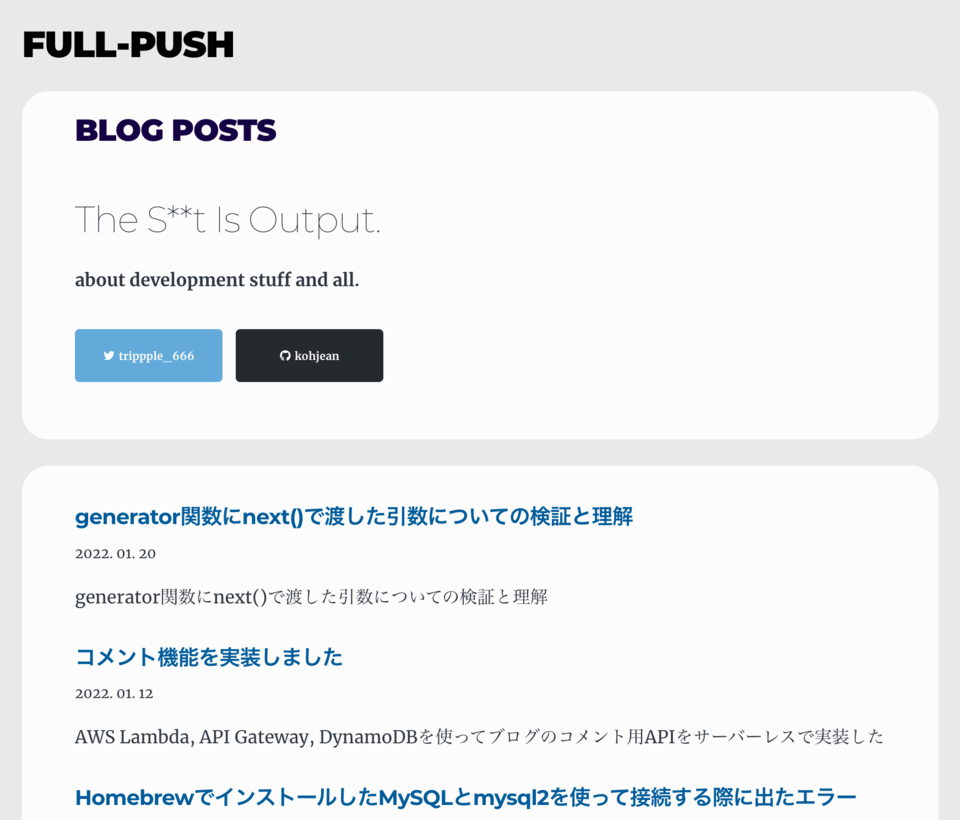 FULL-PUSH
BLOG POSTS
The S**t Is Output.
about development stuff and all.
trippple_666
kohjean
generator関数にnext()で渡した引数についての検証と理解
2022. 01. 20
generator関数にnext()で渡した引数についての検証と理解
コメント機能を実装しました
2022. 01. 12
AWS Lambda, API Gateway, DynamoDBを使ってブログのコメント用APIをサーバーレスで実装した
HomebrewでインストールしたMySQLとmysql2を使って接続する際に出たエラー